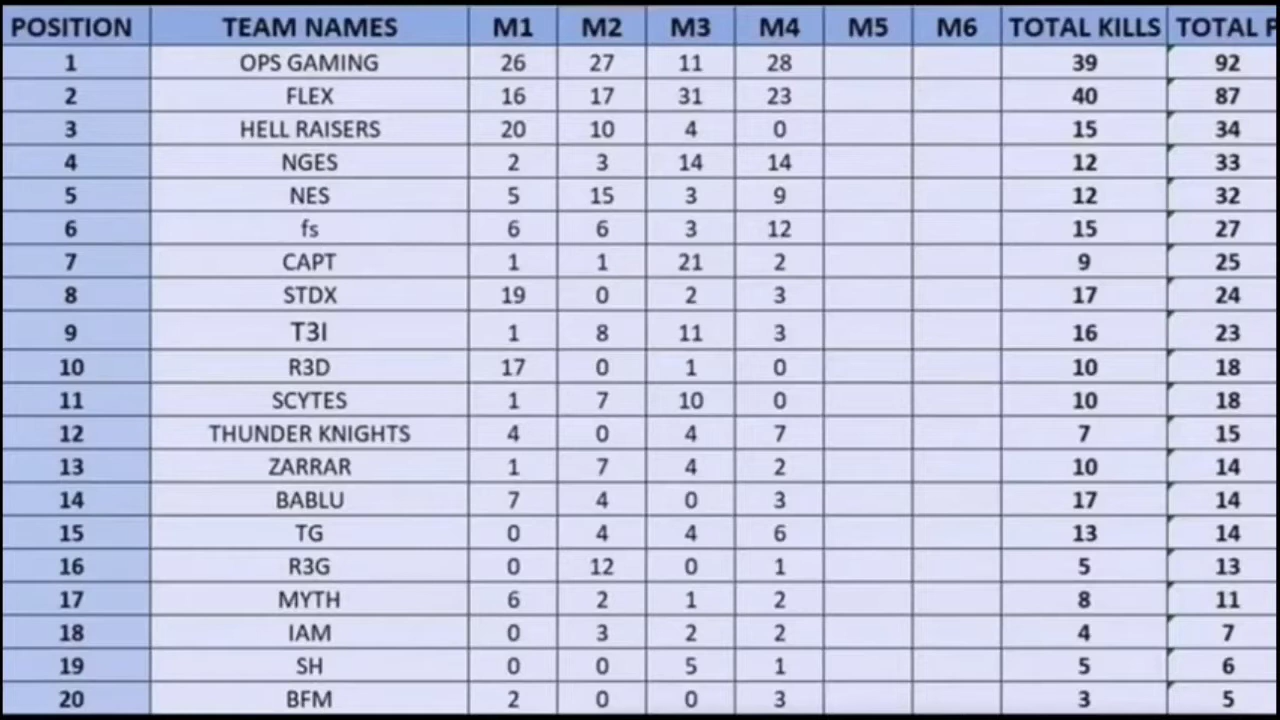 POSITION TEAM NAMES M1 M2 M3 M4 M5 M6 TOTAL KILLS TOTAL
1 OPS GAMING 26 27 11 28 39 92
2 FLEX 16 17 31 23 40 87
3 HELL RAISERS 20 10 4 0 15 34
4 NGES 2 3 14 14 12 33
5 NES 5 15 3 9 12 32
6 fs 6 6 3 12 15 27
7 CAPT 1 1 21 2 9 25
8 STDX 19 0 2 3 17 24
9 T3I 1 8 11 3 16 23
10 R3D 17 0 1 0 10 18
11 SCYTES 1 7 10 0 10 18
12 THUNDER KNIGHTS 4 0 4 7 7 15
13 ZARRAR 1 7 4 2 10 14
14 BABLU 7 4 0 3 17 14
15 TG 0 4 4 6 13 14
16 R3G 0 12 0 1 5 13
17 MYTH 6 2 1 2 8 11
18 IAM 0 3 2 2 4 7
19 SH 0 0 5 1 5 6
20 BFM 2 0 0 3 3 5